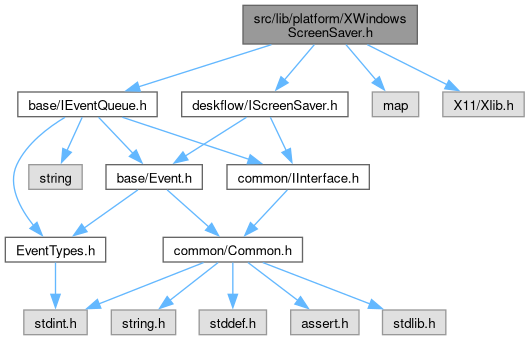 src/lib/platform/XWindows
ScreenSaver.h
base/IEventQueue.h
deskflow/IScreenSaver.h
map
X11/Xlib.h
string
base/Event.h
common/IInterface.h
EventTypes.h
common/Common.h
stdint.h
string.h
stddef.h
assert.h
stdlib.h